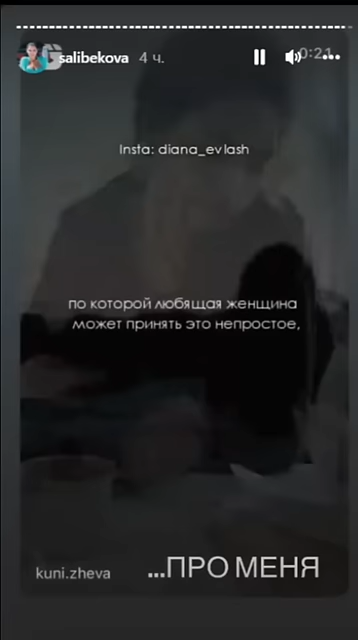 salibekova 4 ч.
0:21
Insta: diana_evlash
по которой любящая женщина
может принять это непростое,
kuni.zheva
...ПРО МЕНЯ